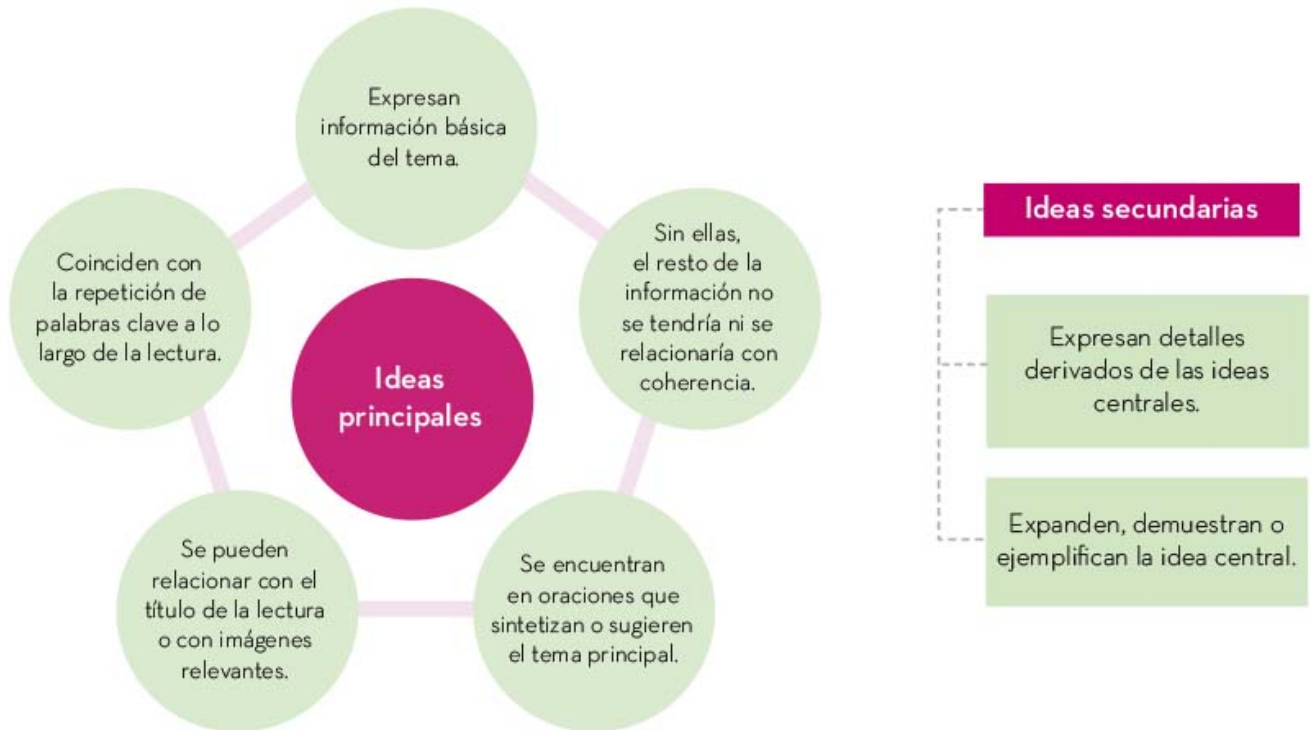 Expresan
información básica
del tema.
Sin ellas,
el resto de la
información no
se tendría ni se
relacionaría con
coherencia.
Se encuentran
en oraciones que
sintetizan o sugieren
el tema principal.
Se pueden
relacionar con el
título de la lectura
o con imágenes
relevantes.
Coinciden con
la repetición de
palabras clave a lo
largo de la lectura.
Ideas
principales
Ideas secundarias
Expresan detalles
derivados de las ideas
centrales.
Expanden, demuestran o
ejemplifican la idea central.